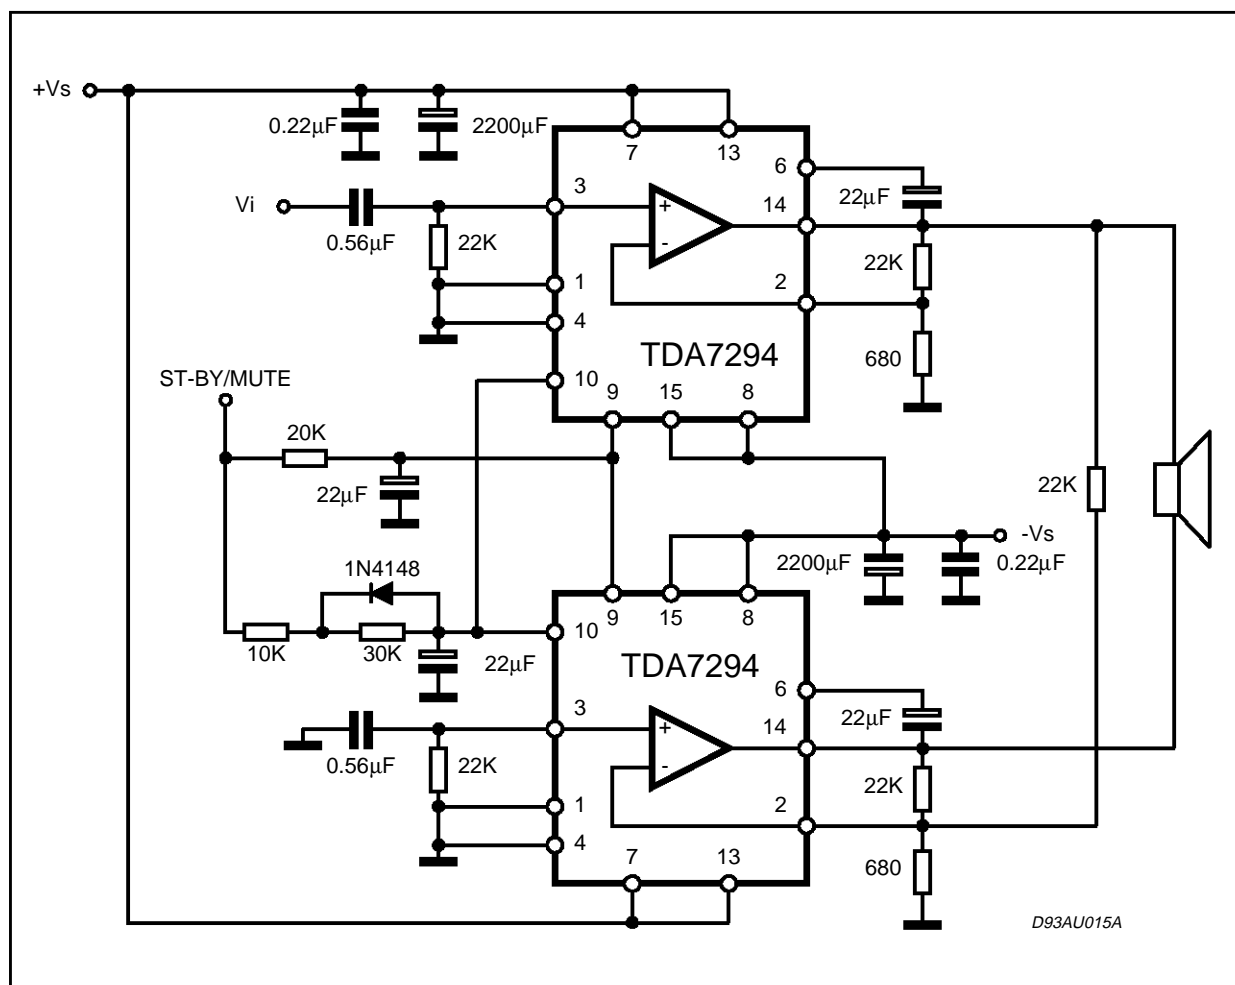 +Vs
0.22µF
2200µF
7
13
6
3
22µF
14
Vi
+
0.56µF
22K
-
22K
1
2
4
TDA7294
680
ST-BY/MUTE
10
9
15
8
20K
22µF
22K
-Vs
1N4148
2200µF
0.22µF
9
15
8
10
10K
30K
22µF
TDA7294
6
3
22µF
14
+
0.56µF
22K
-
22K
1
2
4
7
13
680
D93AU015A